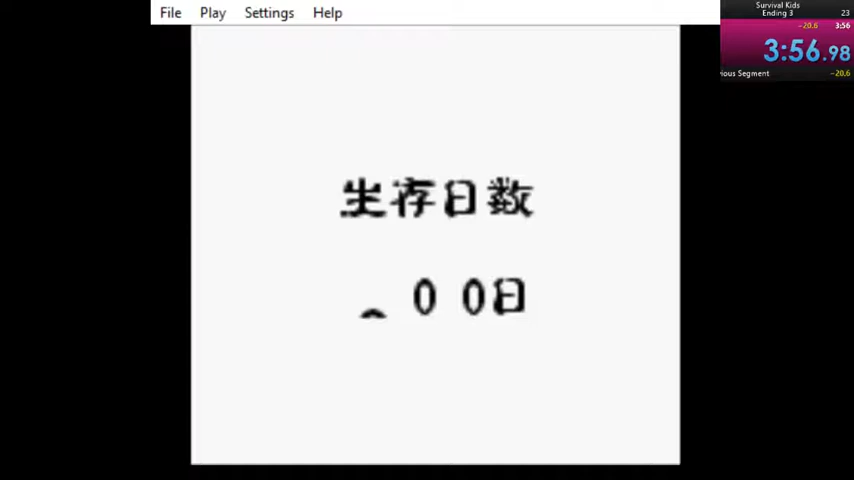 File Play Settings Help
Survival Kids
Ending 3 23
-20.6 3:56
3:56.98
ious Segment -20.6
生存日数
0 0日